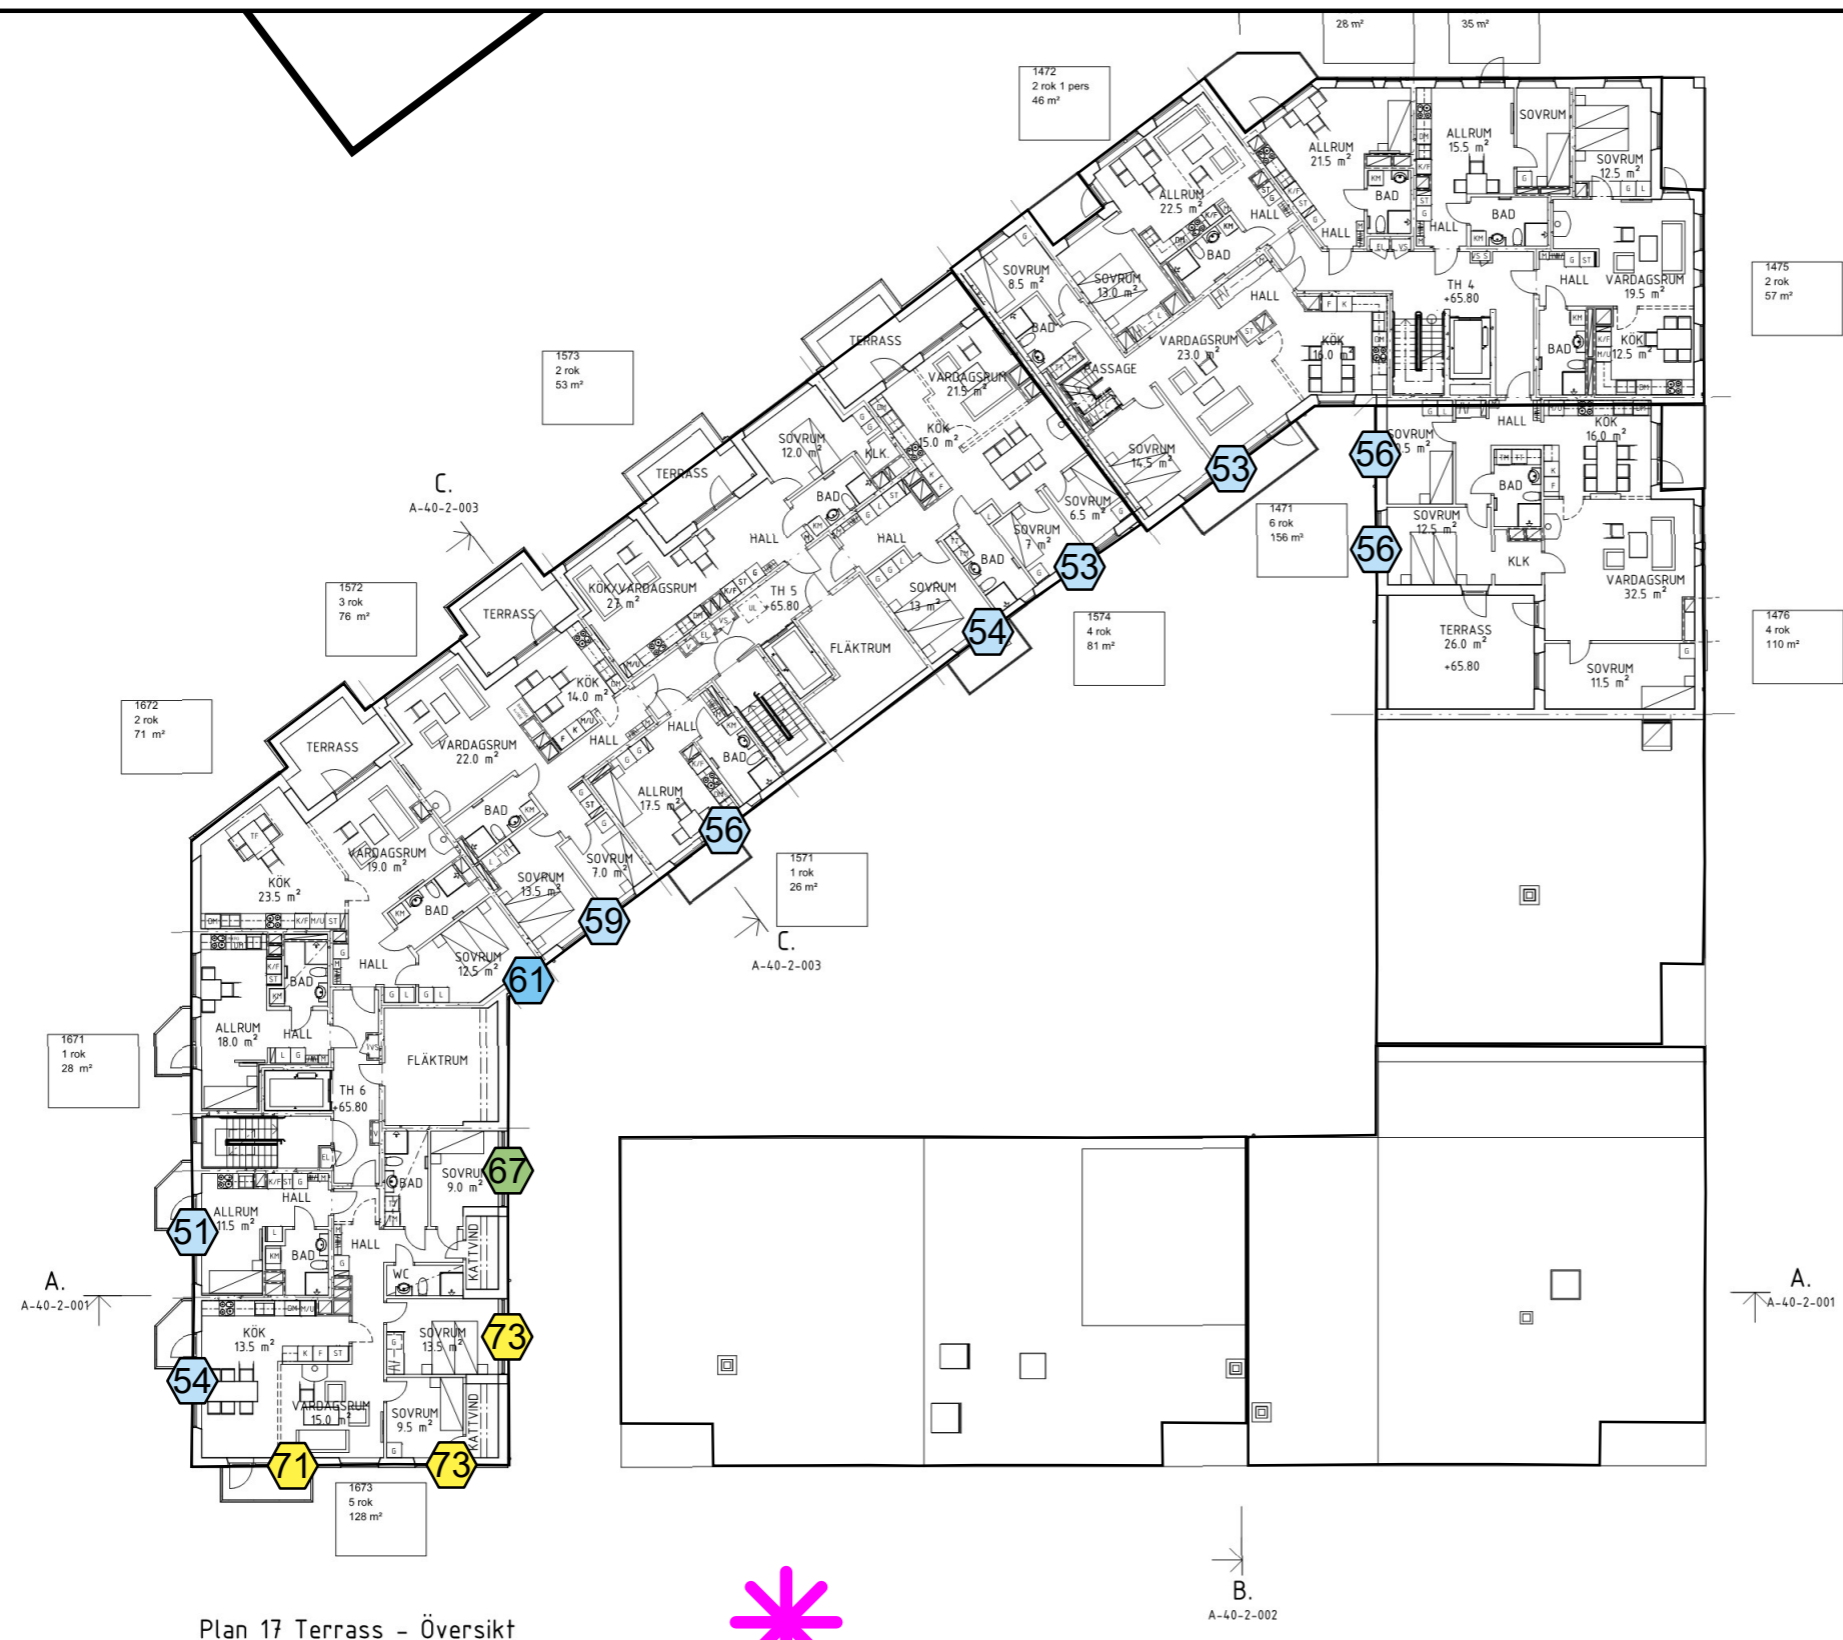 28 m²
35 m²
1472
2 rok 1 pers
46 m²
ALLRUM
21.5 m²
BAD
HALL
ALLRUM
15.5 m²
SOVRUM
SOVRUM
12.5 m²
BAD
HALL
ALLRUM
22.5 m²
HALL
BAD
1475
2 rok
57 m²
VARDAGSRUM
19.5 m²
HALL
BAD
KÖK
12.5 m²
TH 4
+65.80
SOVRUM
8.5 m²
SOVRUM
13.0 m²
BAD
PASSAGE
HALL
VARDAGSRUM
23.0 m²
KÖK
16.0 m²
SOVRUM
14.5 m²
53
1573
2 rok
53 m²
TERRASS
VARDAGSRUM
21.5 m²
KÖK
15.0 m²
SOVRUM
12.0 m²
KLK.
BAD
TERRASS
HALL
HALL
SOVRUM
6.5 m²
SOVRUM
7 m²
BAD
53
56
SOVRUM
HALL
KÖK
16.0 m²
BAD
SOVRUM
12.5 m²
56
KLK
VARDAGSRUM
32.5 m²
TERRASS
26.0 m²
+65.80
SOVRUM
11.5 m²
1471
6 rok
156 m²
1476
4 rok
110 m²
C.
A-40-2-003
1572
3 rok
76 m²
TERRASS
KÖK/VARDAGSRUM
27 m²
TH 5
+65.80
SOVRUM
13 m²
54
1574
4 rok
81 m²
FLÄKTRUM
1672
2 rok
71 m²
TERRASS
KÖK
14.0 m²
VARDAGSRUM
22.0 m²
HALL
HALL
BAD
ALLRUM
17.5 m²
56
BAD
VARDAGSRUM
19.0 m²
SOVRUM
7.0 m²
SOVRUM
13.5 m²
59
1571
1 rok
26 m²
C.
A-40-2-003
KÖK
23.5 m²
BAD
SOVRUM
12.5 m²
61
HALL
BAD
ALLRUM
18.0 m²
HALL
1671
1 rok
28 m²
FLÄKTRUM
TH 6
+65.80
SOVRUM
9.0 m²
67
BAD
HALL
ALLRUM
11.5 m²
51
BAD
HALL
KATTVIND
WC
A.
A-40-2-001
A.
A-40-2-001
KÖK
13.5 m²
SOVRUM
13.5 m²
73
54
VARDAGSRUM
15.0 m²
SOVRUM
9.5 m²
KATTVIND
71
73
1673
5 rok
128 m²
B.
A-40-2-002
Plan 17 Terrass - Översikt